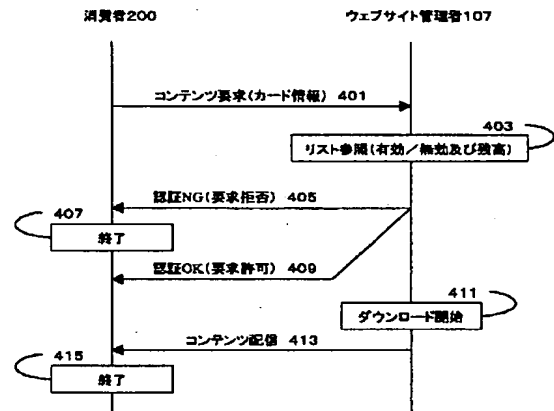 消費者200
ウェブサイト管理者107
コンテンツ要求(カード情報) 401
403
リスト参照(有効/無効及び残高)
認証NG(要求拒否) 405
407
終了
認証OK(要求許可) 409
411
ダウンロード開始
コンテンツ配信 413
415
終了